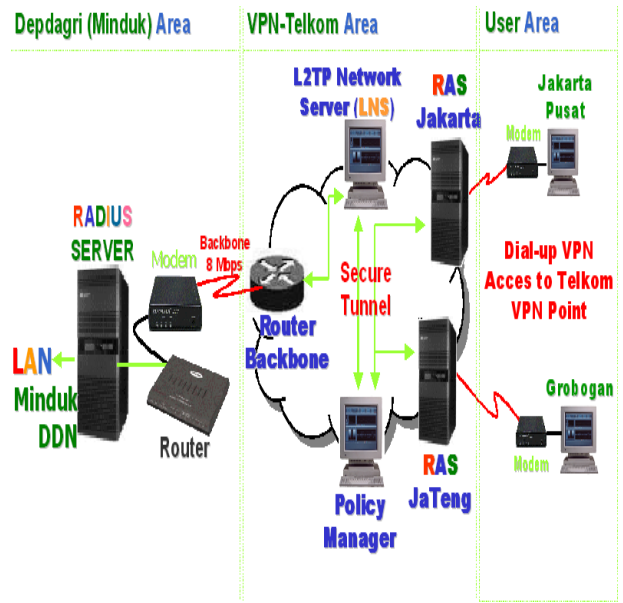 Depdagri (Minduk) Area
VPN-Telkom Area
User Area
L2TP Network
Server (LNS)
RAS
Jakarta
Jakarta
Pusat
Modem
RADIUS
SERVER
Modem
Backbone
8 Mbps
Secure
Tunnel
Dial-up VPN
Acces to Telkom
VPN Point
Router
Backbone
LAN
Minduk
DDN
Router
Grobogan
Modem
RAS
JaTeng
Policy
Manager